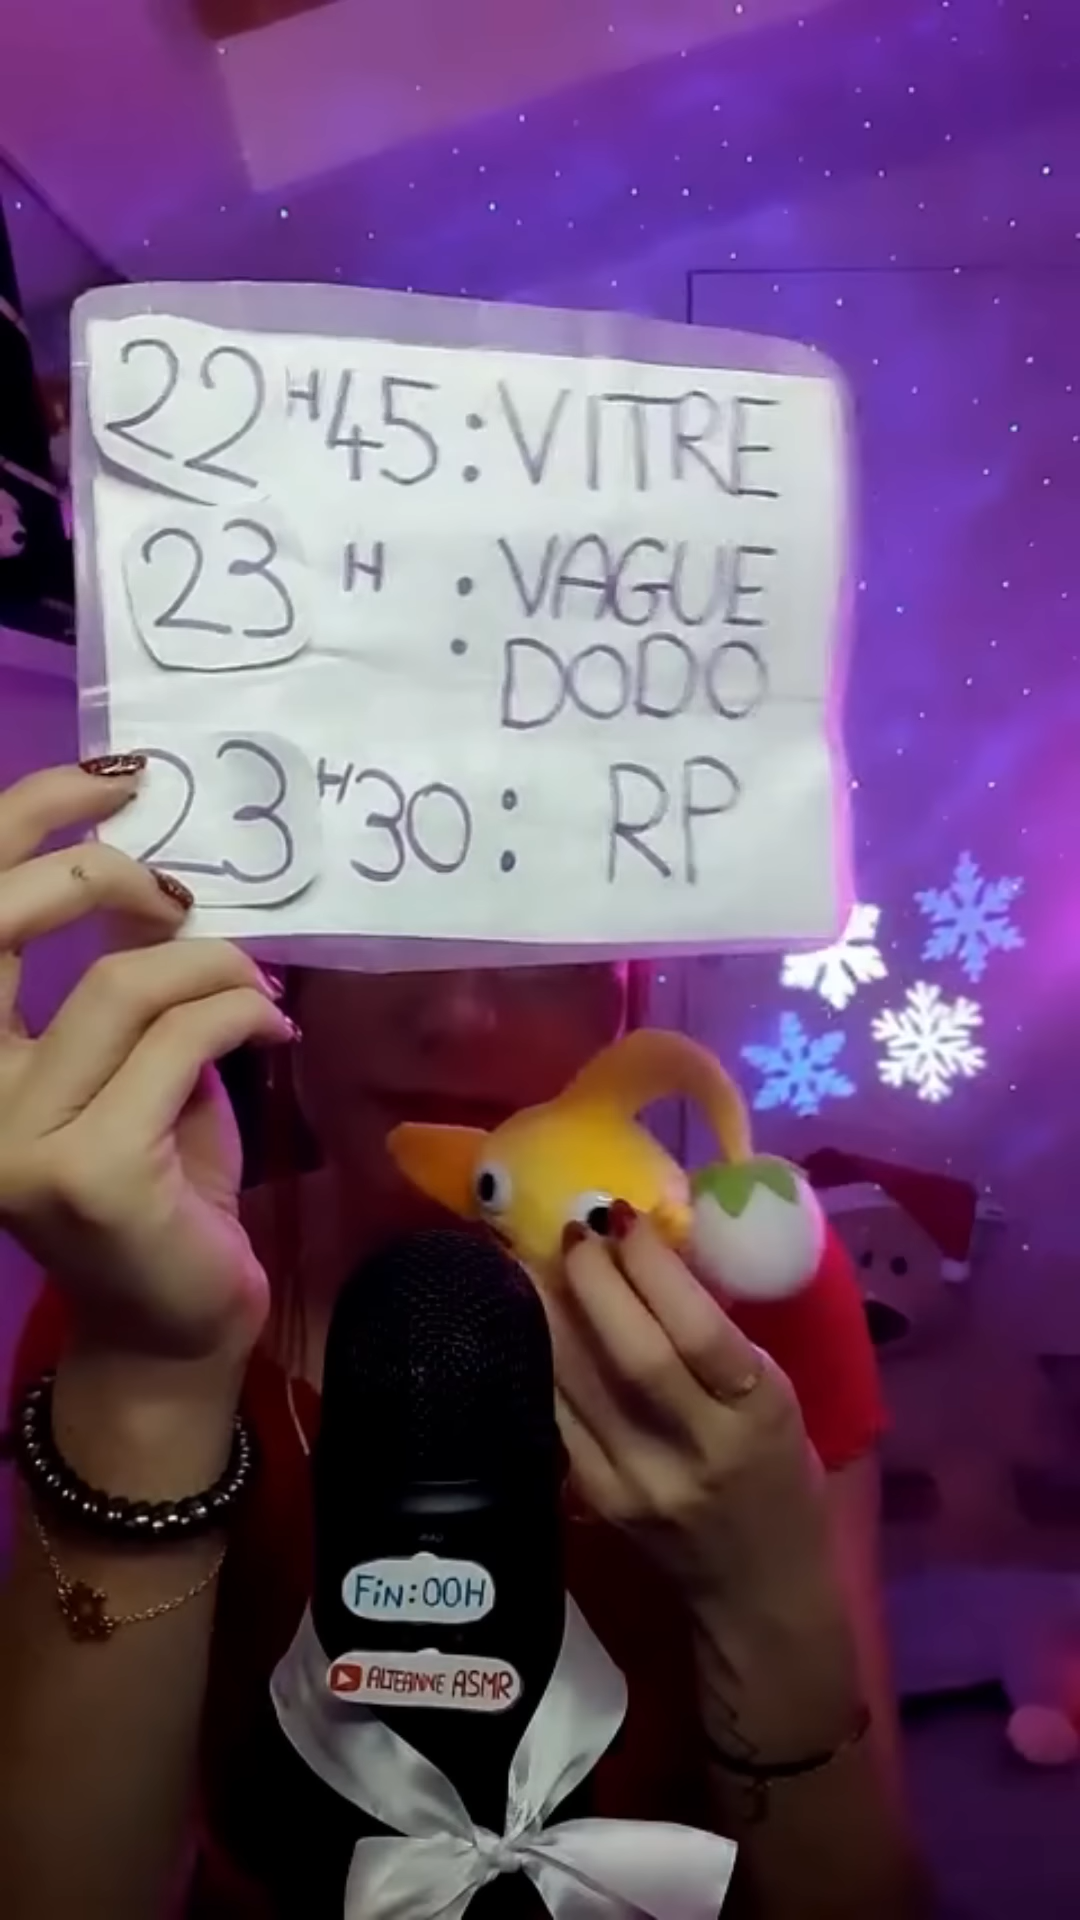 22H45 : VITRE
23 H : VAGUE
DODO
23H30 : RP
FiN:00H
ALTEANNE ASMR